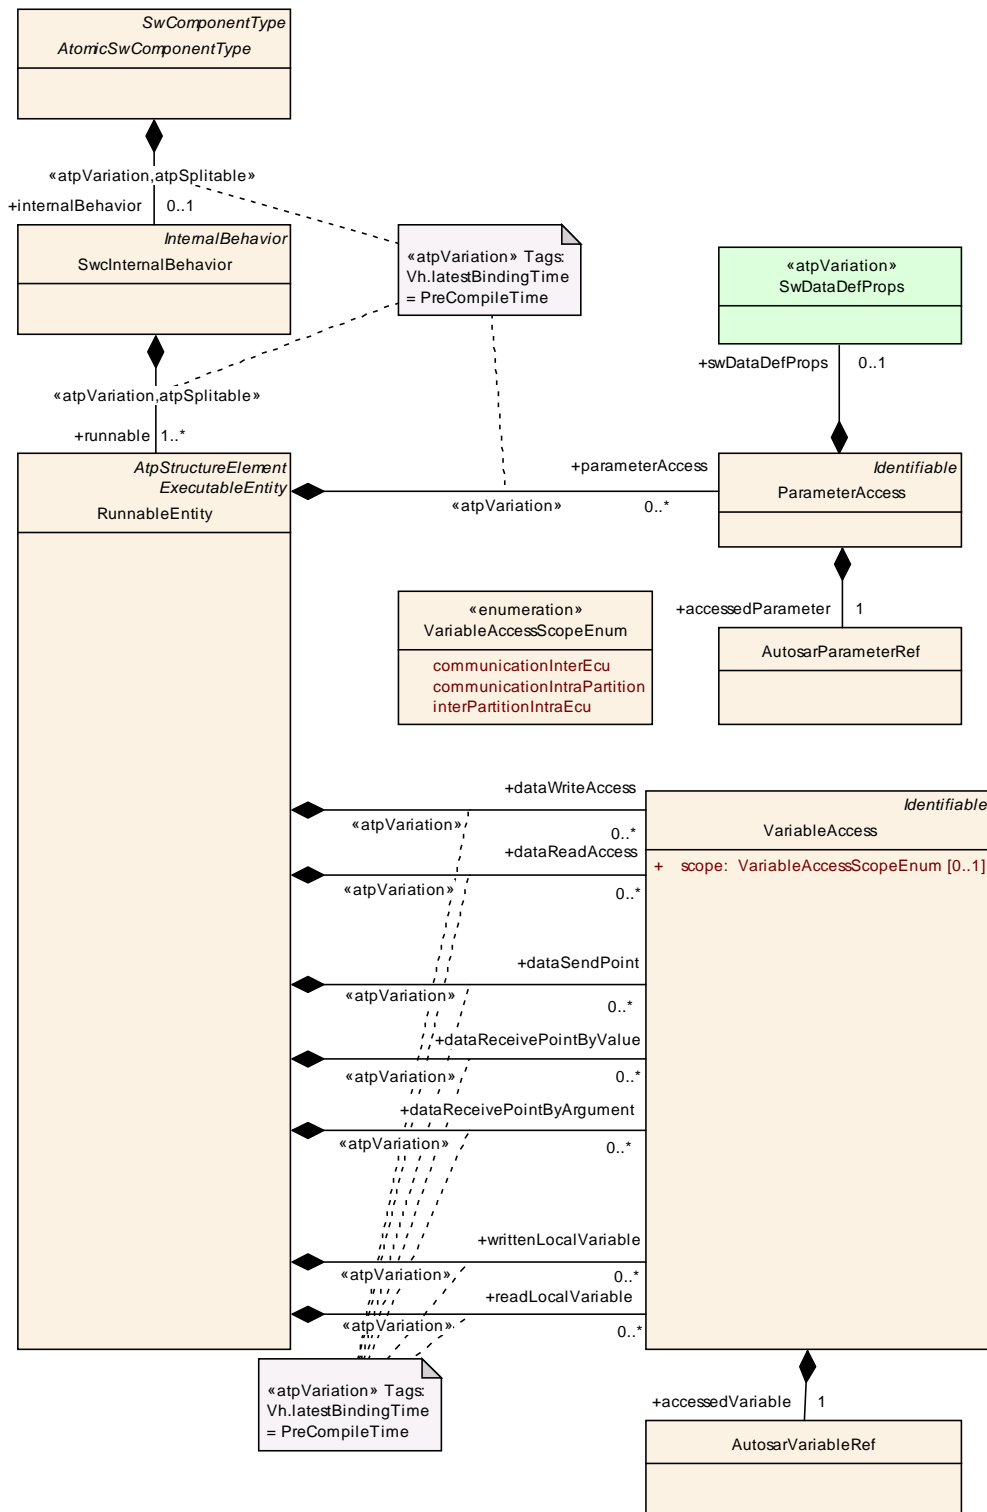 SwComponentType
AtomicSwComponentType
«atpVariation,atpSplitable»
+internalBehavior 0..1
InternalBehavior
SwcInternalBehavior
«atpVariation» Tags:
Vh.latestBindingTime
= PreCompileTime
«atpVariation»
SwDataDefProps
+swDataDefProps 0..1
«atpVariation,atpSplitable»
+runnable 1..*
AtpStructureElement
ExecutableEntity
RunnableEntity
+parameterAccess
«atpVariation» 0..*
Identifiable
ParameterAccess
«enumeration»
VariableAccessScopeEnum
communicationInterEcu
communicationIntraPartition
interPartitionIntraEcu
+accessedParameter 1
AutosarParameterRef
+dataWriteAccess
«atpVariation» 0..*
+dataReadAccess
«atpVariation» 0..*
Identifiable
VariableAccess
+ scope: VariableAccessScopeEnum [0..1]
+dataSendPoint
«atpVariation» 0..*
+dataReceivePointByValue
«atpVariation» 0..*
+dataReceivePointByArgument
«atpVariation» 0..*
+writtenLocalVariable
«atpVariation» 0..*
+readLocalVariable
«atpVariation» 0..*
«atpVariation» Tags:
Vh.latestBindingTime
= PreCompileTime
+accessedVariable 1
AutosarVariableRef